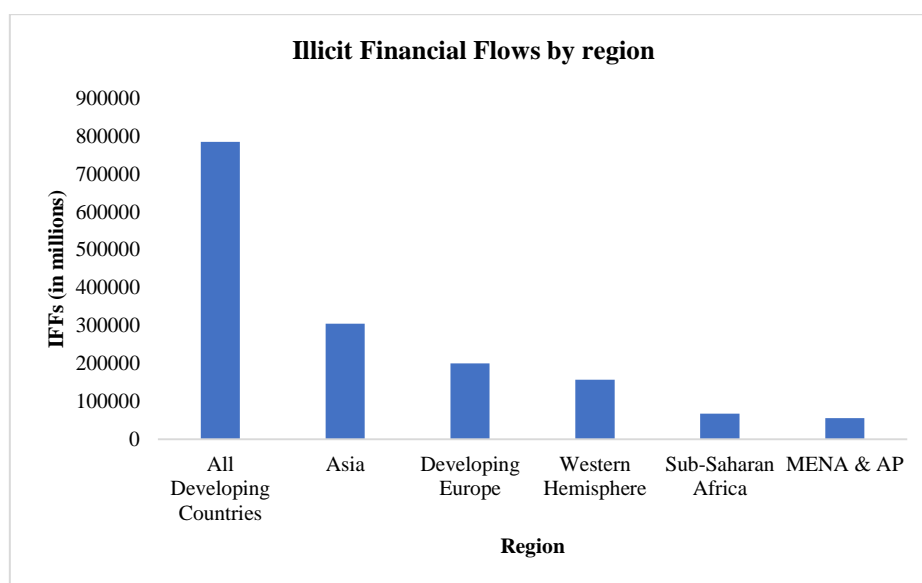 Illicit Financial Flows by region
900000
800000
700000
600000
500000
400000
300000
200000
100000
0
IFFs (in millions)
All
Developing
Countries
Asia
Developing
Europe
Western
Hemisphere
Sub-Saharan
Africa
MENA & AP
Region